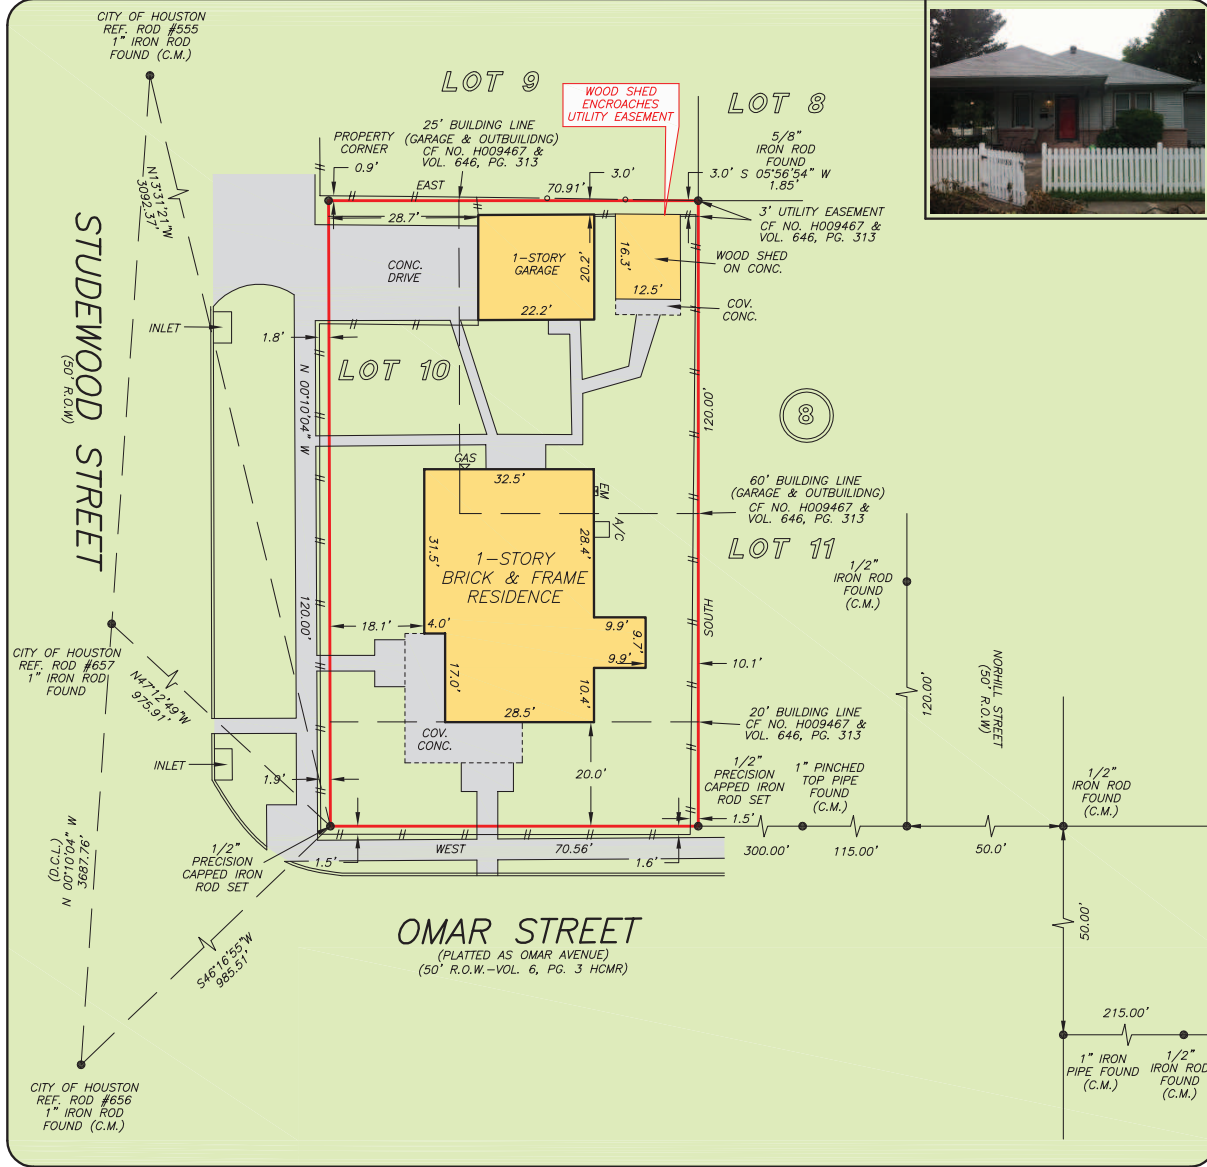 CITY OF HOUSTON
REF. ROD #555
1" IRON ROD
FOUND (C.M.)
LOT 9
WOOD SHED
ENCROACHES
UTILITY EASEMENT
LOT 8
PROPERTY
CORNER
0.9'
25' BUILDING LINE
(GARAGE & OUTBUILIDNG)
CF NO. H009467 &
VOL. 646, PG. 313
5/8"
IRON ROD
FOUND
S 05°56'54" W
1.85'
EAST
70.91'
3.0'
3.0'
N13°31'21"W
3092.37'
28.7'
3' UTILITY EASEMENT
CF NO. H009467 &
VOL. 646, PG. 313
CONC.
DRIVE
1-STORY
GARAGE
20.2'
22.2'
16.3'
12.5'
WOOD SHED
ON CONC.
COV.
CONC.
INLET
1.8'
LOT 10
N 00°10'04" W
120.00'
STUDEWOOD STREET
(50' R.O.W)
120.00'
8
GAS
32.5'
EM
A/C
60' BUILDING LINE
(GARAGE & OUTBUILIDNG)
CF NO. H009467 &
VOL. 646, PG. 313
LOT 11
31.5'
28.4'
1-STORY
BRICK & FRAME
RESIDENCE
1/2"
IRON ROD
FOUND
(C.M.)
18.1'
4.0'
9.9'
9.7'
9.9'
SOUTH
10.1'
17.0'
10.4'
28.5'
CITY OF HOUSTON
REF. ROD #657
1" IRON ROD
FOUND
N47°12'49"W
975.91'
NORHILL STREET
(50' R.O.W)
120.00'
COV.
CONC.
20' BUILDING LINE
CF NO. H009467 &
VOL. 646, PG. 313
INLET
1.9'
20.0'
1/2"
PRECISION
CAPPED IRON
ROD SET
1" PINCHED
TOP PIPE
FOUND
(C.M.)
1/2"
IRON ROD
FOUND
(C.M.)
1.5'
300.00'
115.00'
50.0'
1/2"
PRECISION
CAPPED IRON
ROD SET
1.5'
WEST
70.56'
1.6'
N 00°10'04" W
3687.76'
(D.C.L.)
OMAR STREET
(PLATTED AS OMAR AVENUE)
(50' R.O.W.-VOL. 6, PG. 3 HCMR)
S46°16'55"W
985.51'
50.00'
215.00'
1" IRON
PIPE FOUND
(C.M.)
1/2"
IRON ROD
FOUND
(C.M.)
CITY OF HOUSTON
REF. ROD #656
1" IRON ROD
FOUND (C.M.)